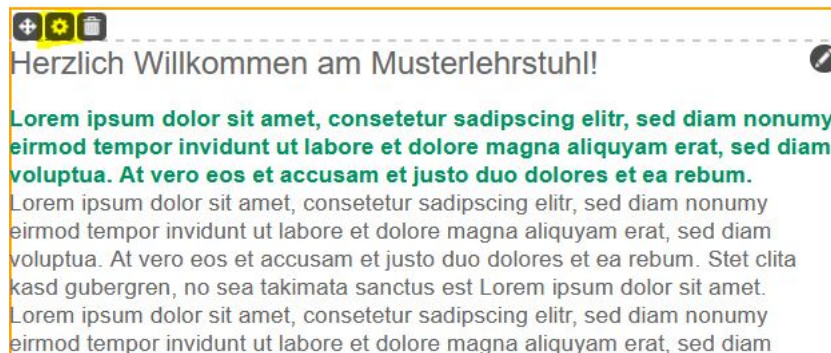 Herzlich Willkommen am Musterlehrstuhl!
Lorem ipsum dolor sit amet, consetetur sadipscing elitr, sed diam nonumy
eirmod tempor invidunt ut labore et dolore magna aliquyam erat, sed diam
voluptua. At vero eos et accusam et justo duo dolores et ea rebum.
Lorem ipsum dolor sit amet, consetetur sadipscing elitr, sed diam nonumy
eirmod tempor invidunt ut labore et dolore magna aliquyam erat, sed diam
voluptua. At vero eos et accusam et justo duo dolores et ea rebum. Stet clita
kasd gubergren, no sea takimata sanctus est Lorem ipsum dolor sit amet.
Lorem ipsum dolor sit amet, consetetur sadipscing elitr, sed diam nonumy
eirmod tempor invidunt ut labore et dolore magna aliquyam erat, sed diam